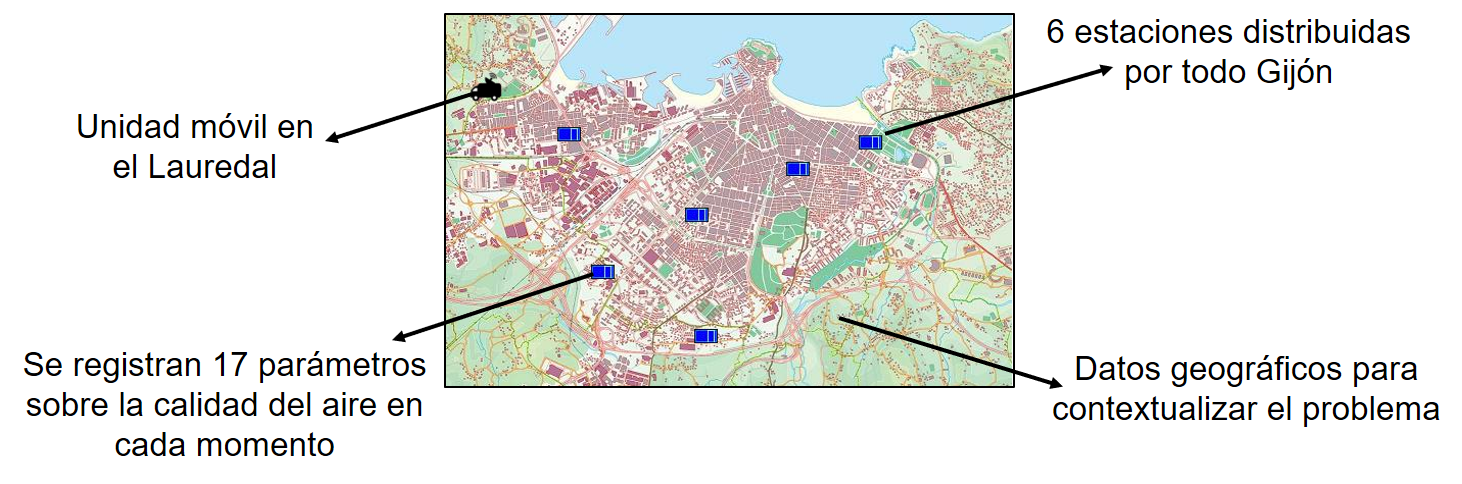 6 estaciones distribuidas
por todo Gijón
Unidad móvil en
el Lauredal
Se registran 17 parámetros
sobre la calidad del aire en
cada momento
Datos geográficos para
contextualizar el problema